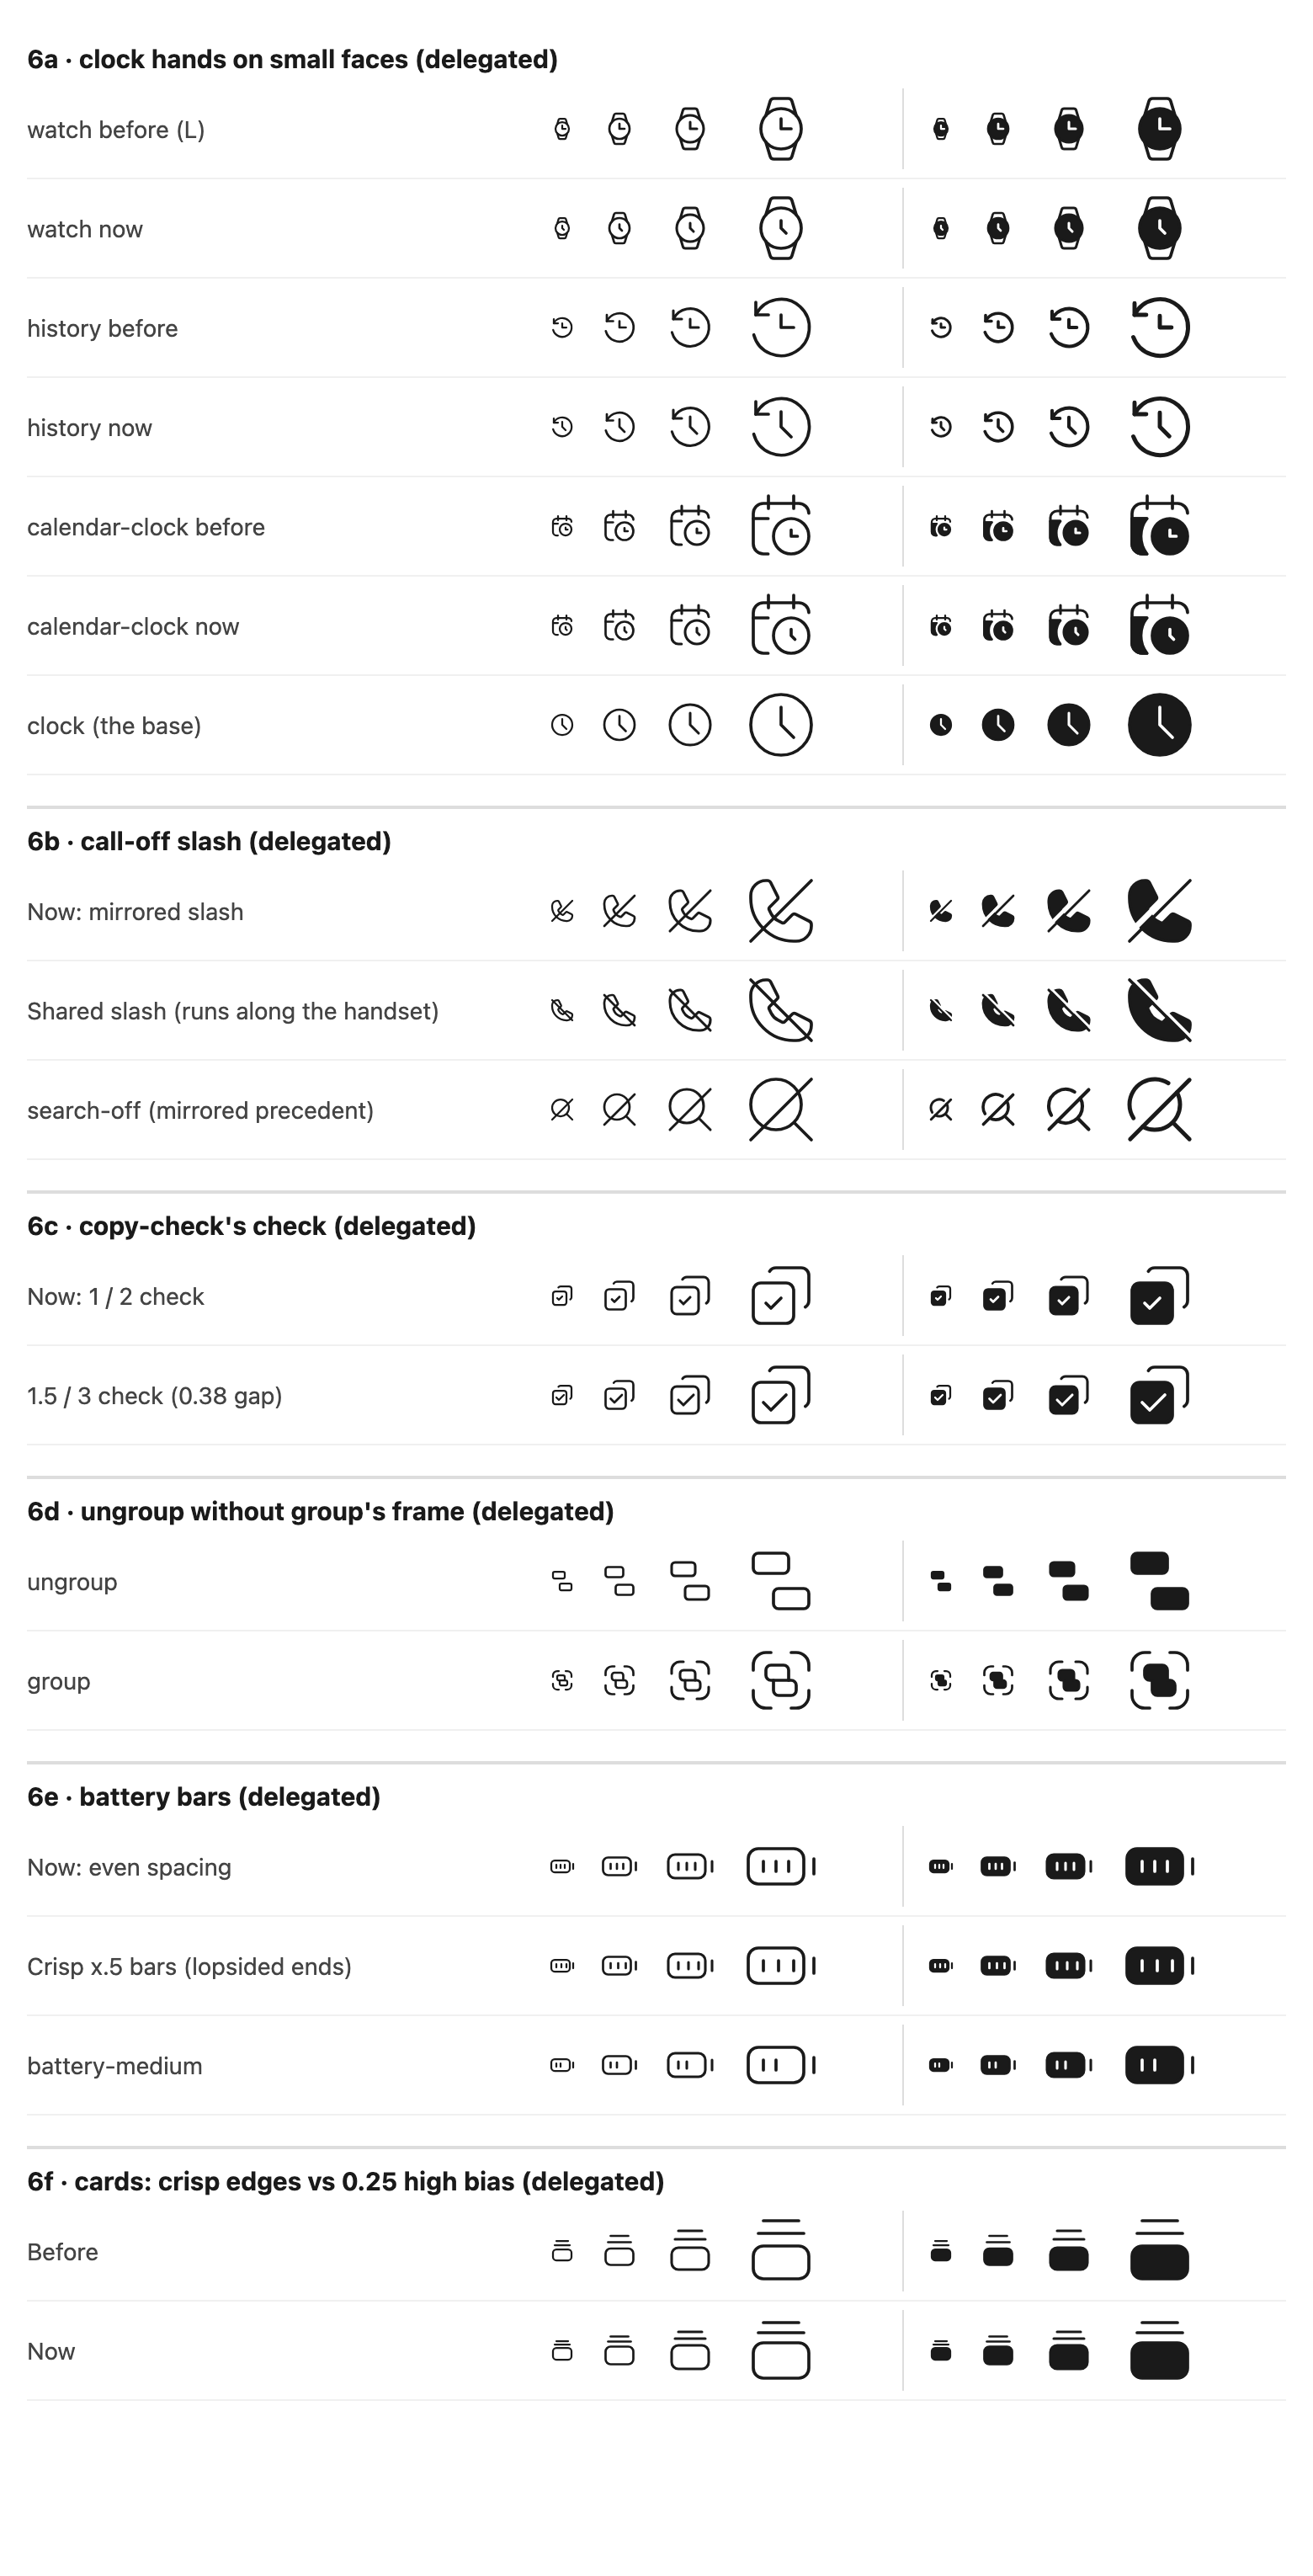 6a · clock hands on small faces (delegated)
watch before (L)
watch now
history before
history now
calendar-clock before
calendar-clock now
clock (the base)
6b · call-off slash (delegated)
Now: mirrored slash
Shared slash (runs along the handset)
search-off (mirrored precedent)
6c · copy-check's check (delegated)
Now: 1 / 2 check
1.5 / 3 check (0.38 gap)
6d · ungroup without group's frame (delegated)
ungroup
group
6e · battery bars (delegated)
Now: even spacing
Crisp x.5 bars (lopsided ends)
battery-medium
6f · cards: crisp edges vs 0.25 high bias (delegated)
Before
Now